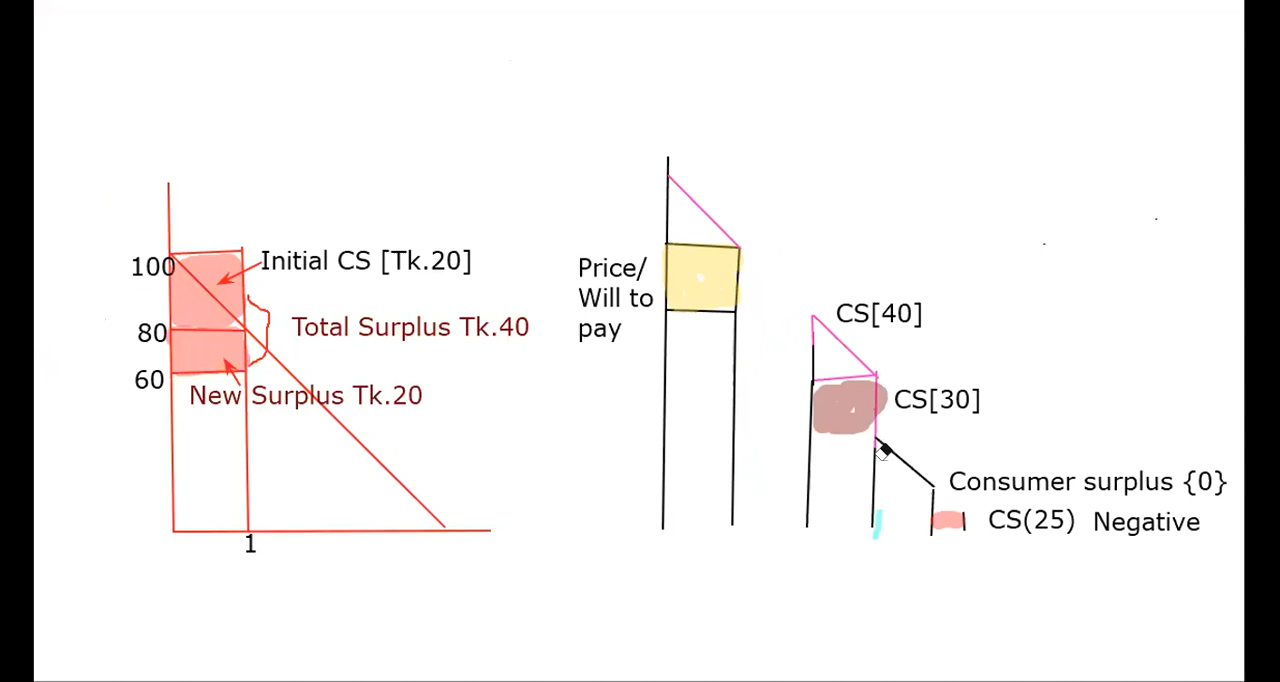 100
Initial CS [Tk.20]
80
Total Surplus Tk.40
60
New Surplus Tk.20
1
Price/
Will to
pay
CS[40]
CS[30]
Consumer surplus {0}
CS(25) Negative